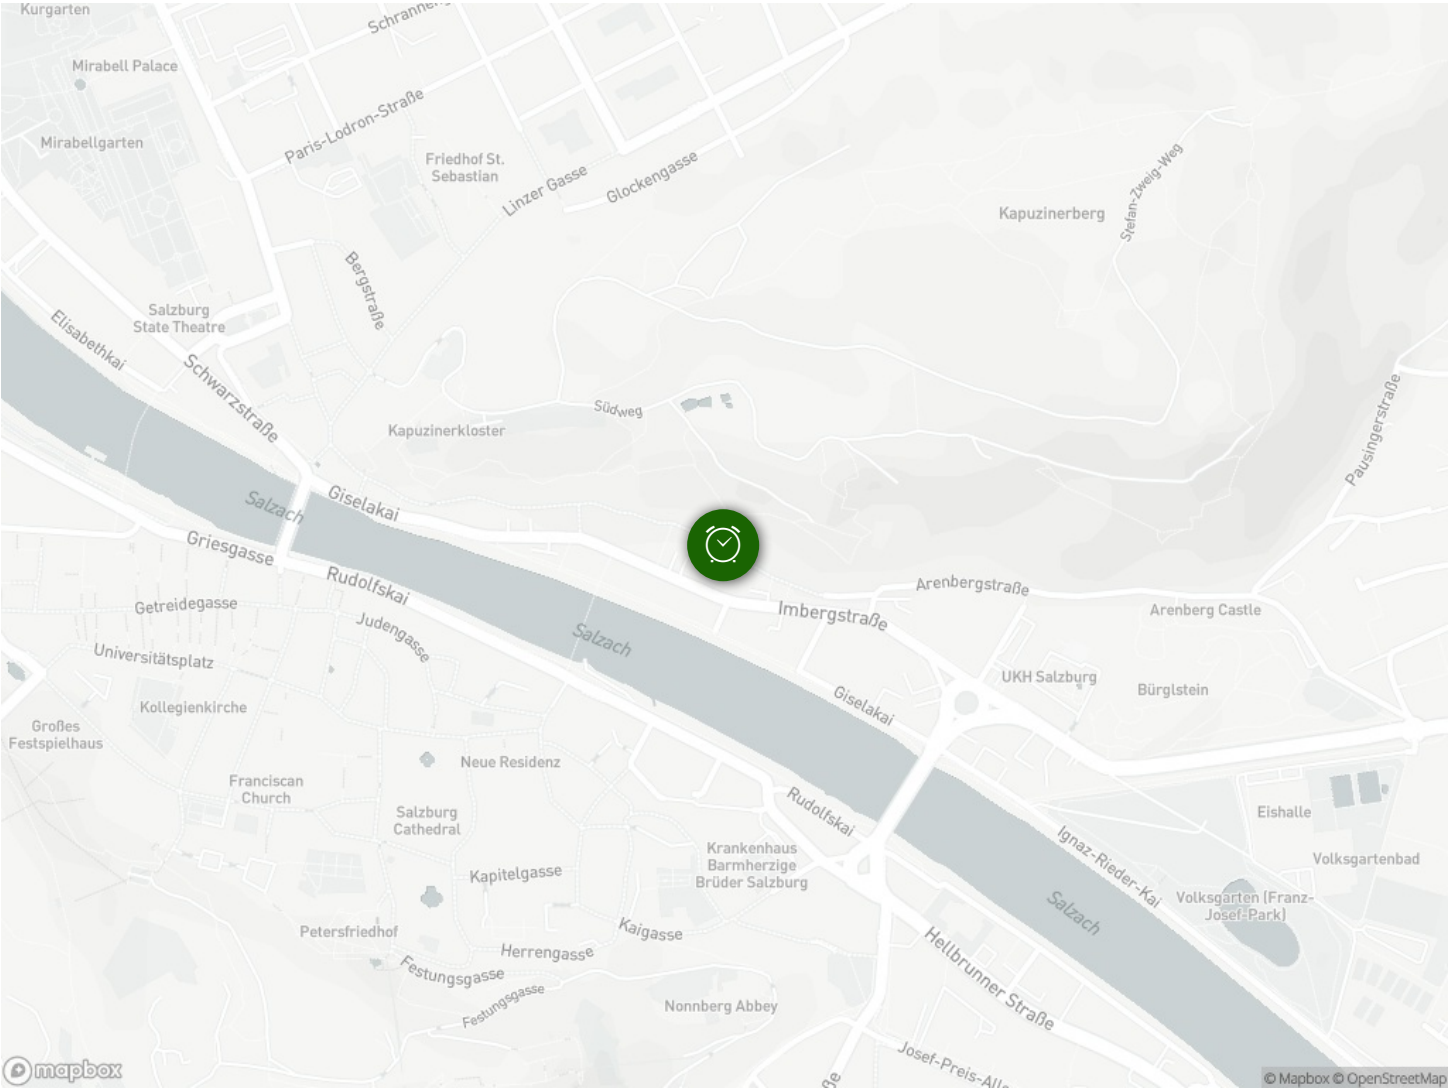 Kurgarten
Schranneng
Mirabell Palace
Paris-Lodron-Straße
Mirabellgarten
Friedhof St.
Sebastian
Linzer Gasse
Glockengasse
Stefan-Zweig-Weg
Kapuzinerberg
Bergstraße
Salzburg
State Theatre
Elisabethkai
Schwarzstraße
Südweg
Kapuzinerkloster
Pausingerstraße
Salzach
Giselakai
Griesgasse
Rudolfskai
Arenbergstraße
Getreidegasse
Imbergstraße
Arenberg Castle
Judengasse
Salzach
Universitätsplatz
UKH Salzburg
Bürglstein
Kollegienkirche
Giselakai
Großes
Festspielhaus
Neue Residenz
Franciscan
Church
Salzburg
Cathedral
Rudolfskai
Eishalle
Ignaz-Rieder-Kai
Krankenhaus
Barmherzige
Brüder Salzburg
Volksgartenbad
Kapitelgasse
Volksgarten (Franz-
Josef-Park)
Salzach
Petersfriedhof
Kaigasse
Herrengasse
Hellbrunner Straße
Festungsgasse
Festungsgasse
Nonnberg Abbey
Josef-Preis-Alle
ße
mapbox
© Mapbox © OpenStreetMap